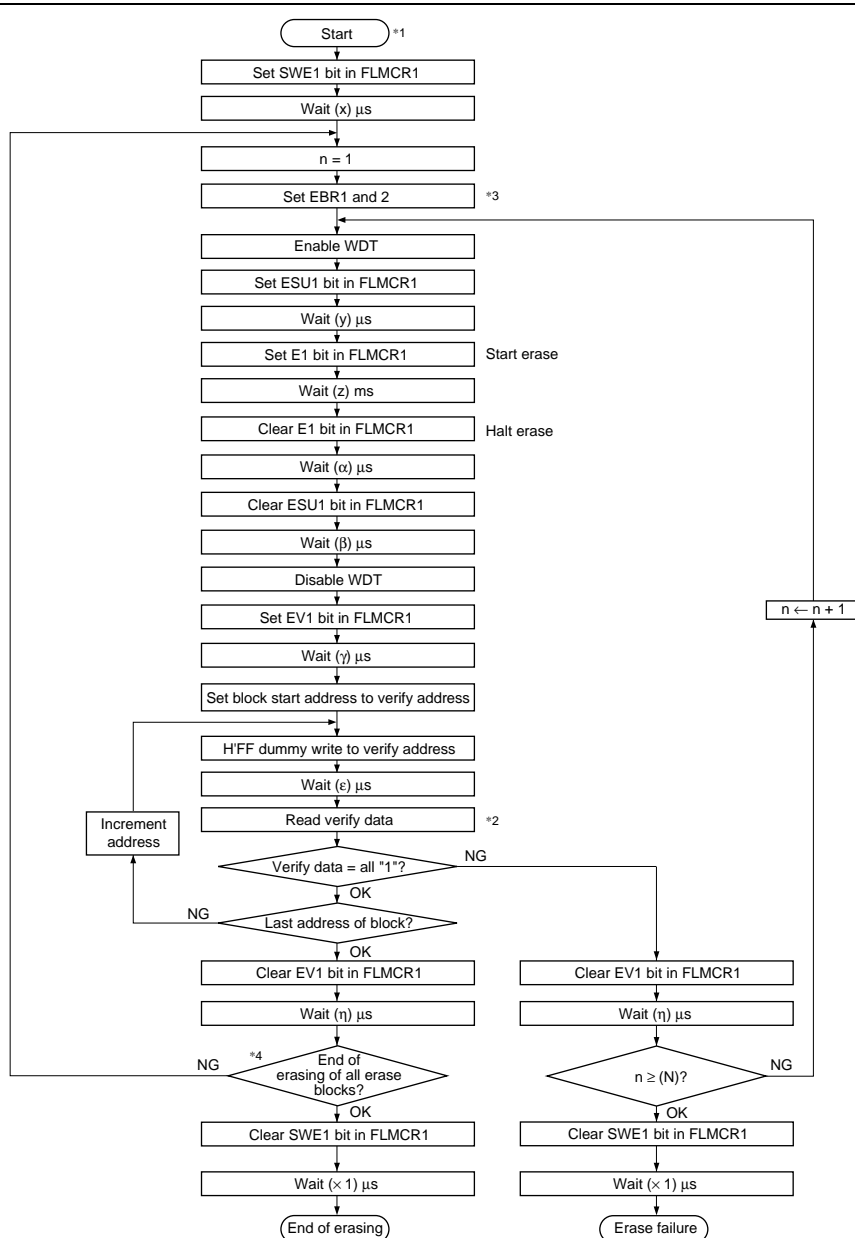 Start *1
Set SWE1 bit in FLMCR1
Wait (x) μs
n = 1
Set EBR1 and 2 *3
Enable WDT
Set ESU1 bit in FLMCR1
Wait (y) μs
Set E1 bit in FLMCR1 Start erase
Wait (z) ms
Clear E1 bit in FLMCR1 Halt erase
Wait (α) μs
Clear ESU1 bit in FLMCR1
Wait (β) μs
Disable WDT
Set EV1 bit in FLMCR1
n ← n + 1
Wait (γ) μs
Set block start address to verify address
H'FF dummy write to verify address
Wait (ε) μs
Increment
address
Read verify data *2
Verify data = all "1"? NG
OK
NG Last address of block?
OK
Clear EV1 bit in FLMCR1 Clear EV1 bit in FLMCR1
Wait (η) μs Wait (η) μs
*4
NG
End of
erasing of all erase
blocks?
n ≥ (N)? NG
OK OK
Clear SWE1 bit in FLMCR1 Clear SWE1 bit in FLMCR1
Wait (× 1) μs Wait (× 1) μs
End of erasing Erase failure